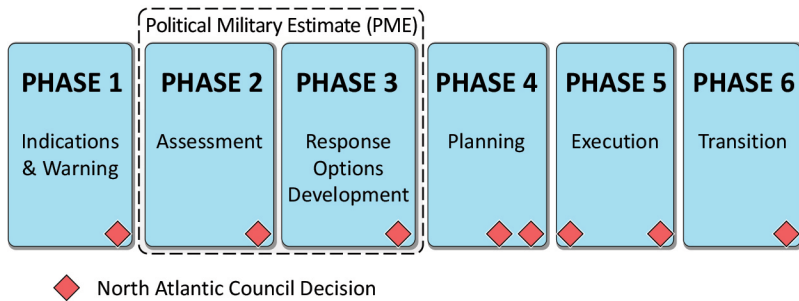 Political Military Estimate (PME)
PHASE 1
Indications
& Warning
PHASE 2
Assessment
PHASE 3
Response
Options
Development
PHASE 4
Planning
PHASE 5
Execution
PHASE 6
Transition
North Atlantic Council Decision